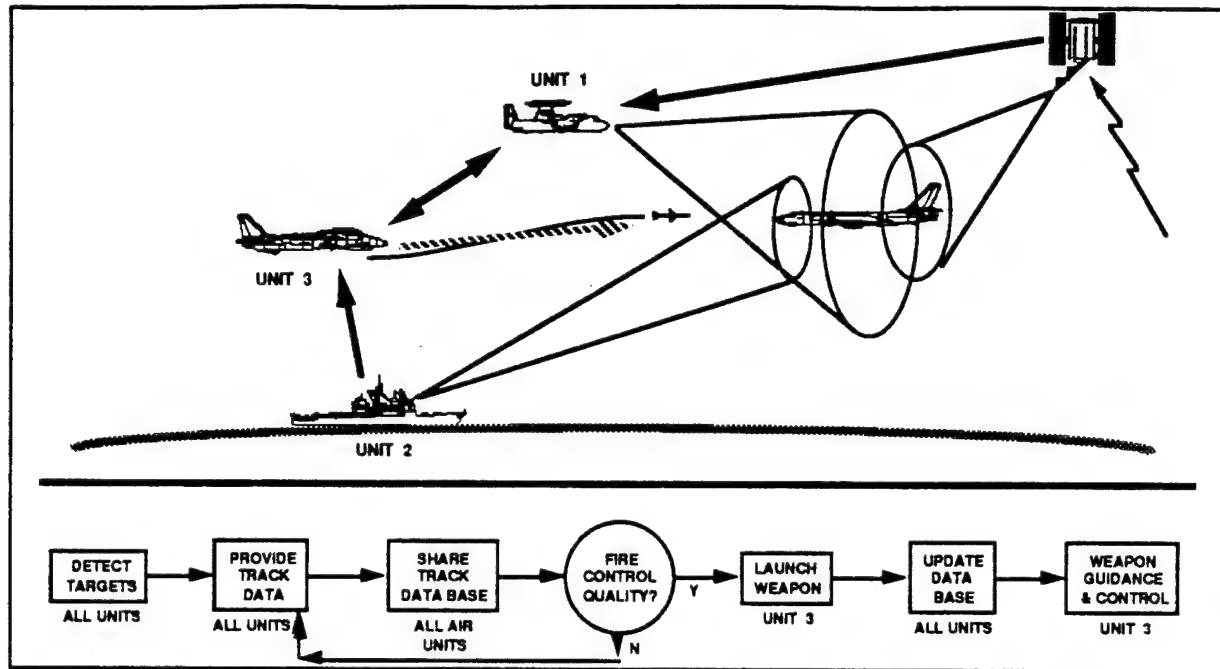 UNIT 1
UNIT 3
UNIT 2
DETECT
TARGETS
ALL UNITS
PROVIDE
TRACK
DATA
ALL UNITS
SHARE
TRACK
DATA BASE
ALL AIR
UNITS
FIRE
CONTROL
QUALITY?
Y
N
LAUNCH
WEAPON
UNIT 3
UPDATE
DATA
BASE
ALL UNITS
WEAPON
GUIDANCE
& CONTROL
UNIT 3